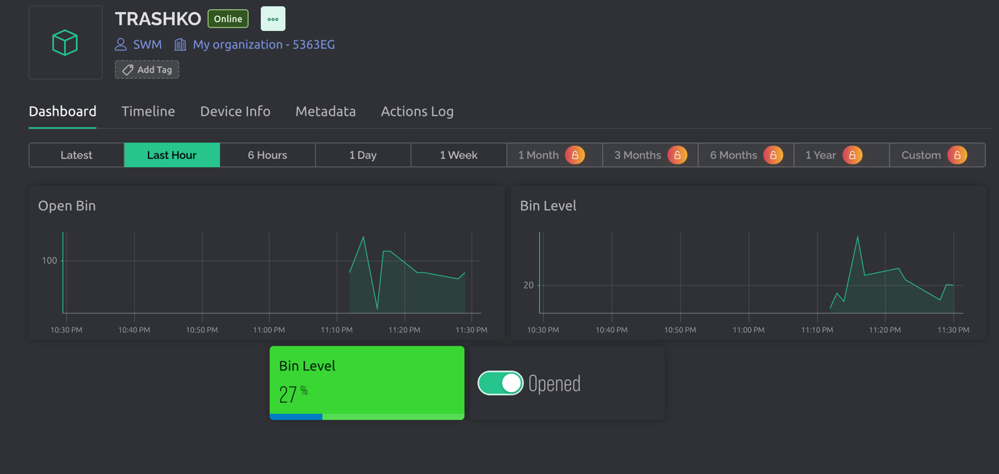 TRASHKO Online
SWM My organization - 5363EG
Add Tag
Dashboard Timeline Device Info Metadata Actions Log
Latest Last Hour 6 Hours 1 Day 1 Week 1 Month 3 Months 6 Months 1 Year Custom
Open Bin
100
10:30 PM 10:40 PM 10:50 PM 11:00 PM 11:10 PM 11:20 PM 11:30 PM
Bin Level
20
10:30 PM 10:40 PM 10:50 PM 11:00 PM 11:10 PM 11:20 PM 11:30 PM
Bin Level
27 %
Opened